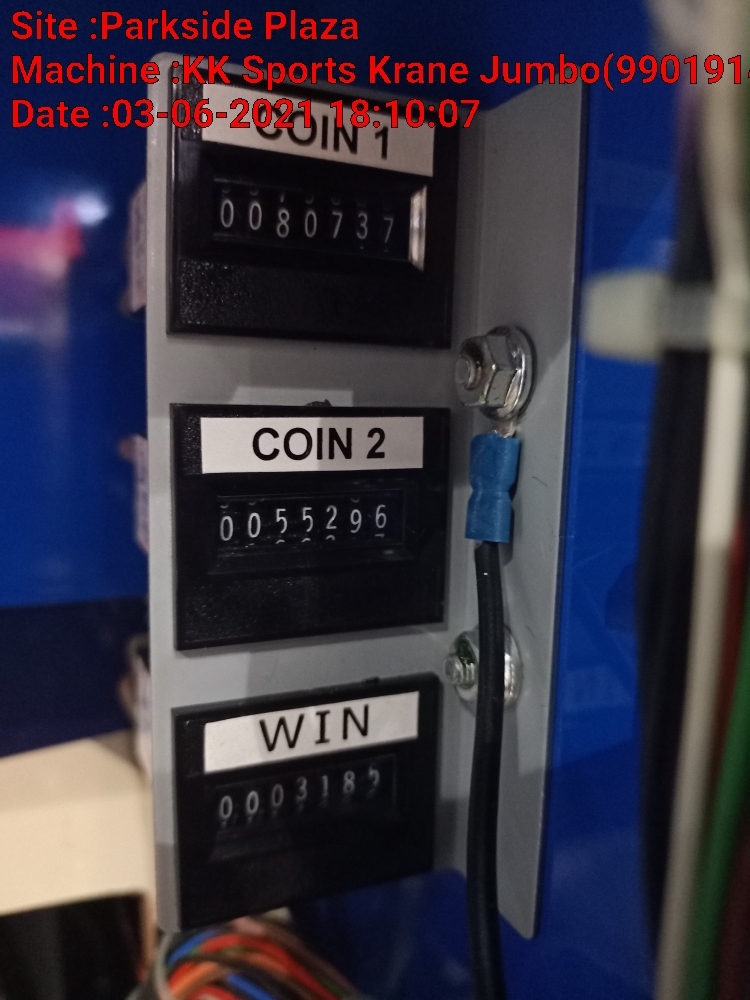 Site :Parkside Plaza
Machine :KK Sports Krane Jumbo(990191
Date :03-06-2021 18:10:07
COIN 1
0080737
COIN 2
0055296
WIN
0003185